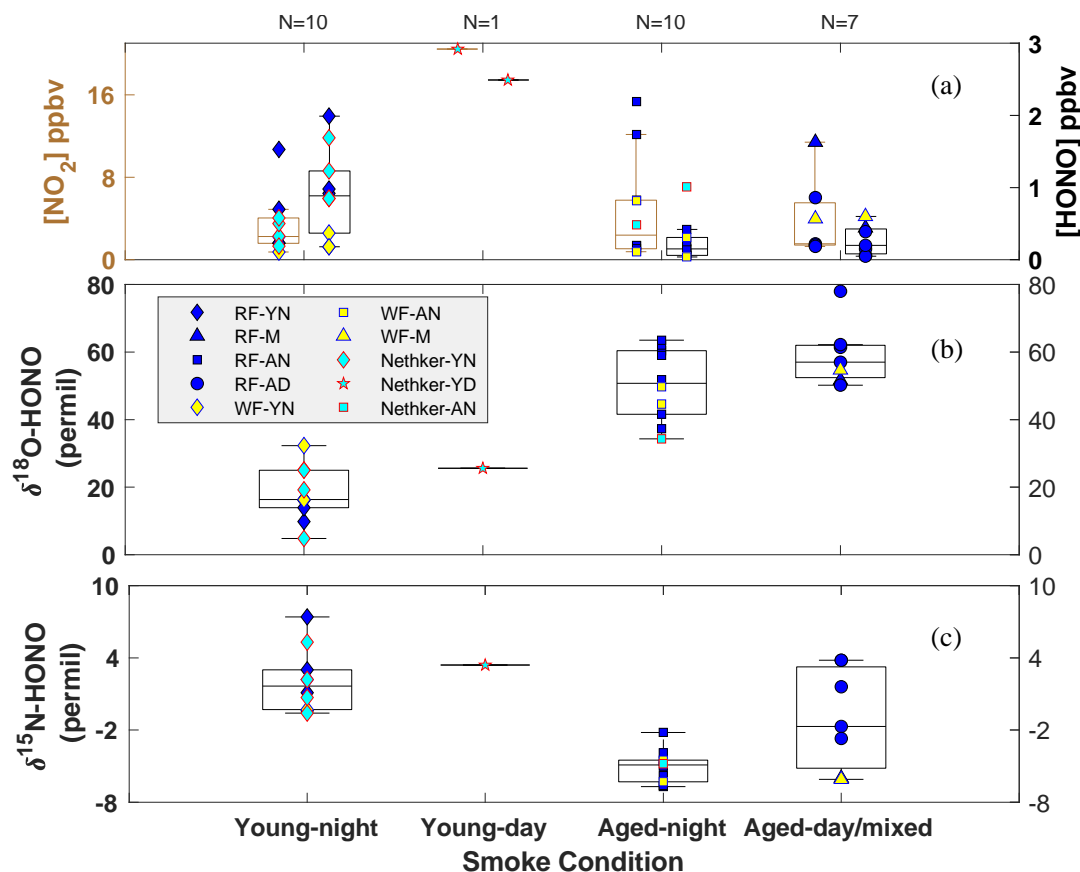 N=10 N=1 N=10 N=7
(a)
[NO2] ppbv
16
8
0
[HONO] ppbv
3
2
1
0
(b)
δ18O-HONO
(permil)
80
60
40
20
0
80
60
40
20
0
RF-YN
RF-M
RF-AN
RF-AD
WF-YN
WF-AN
WF-M
Nethker-YN
Nethker-YD
Nethker-AN
(c)
δ15N-HONO
(permil)
10
4
-2
-8
10
4
-2
-8
Young-night Young-day Aged-night Aged-day/mixed
Smoke Condition